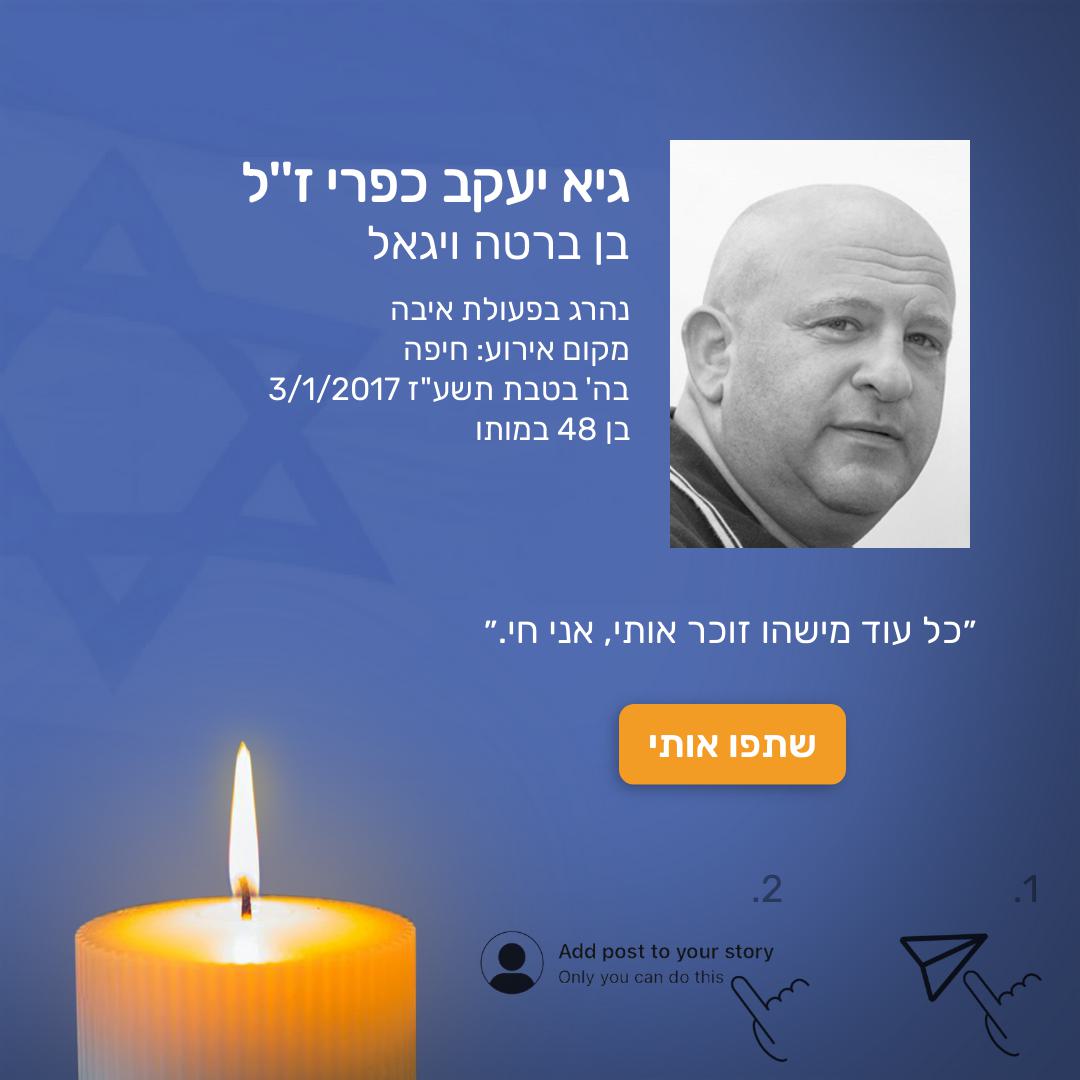 גיא יעקב כפרי ז"ל
בן ברטה ויגאל
נהרג בפעולת איבה
מקום אירוע: חיפה
בה' בטבת תשע"ז 3/1/2017
בן 48 במותו
״כל עוד מישהו זוכר אותי, אני חי.״
שתפו אותי
1.
2.
Add post to your story
Only you can do this